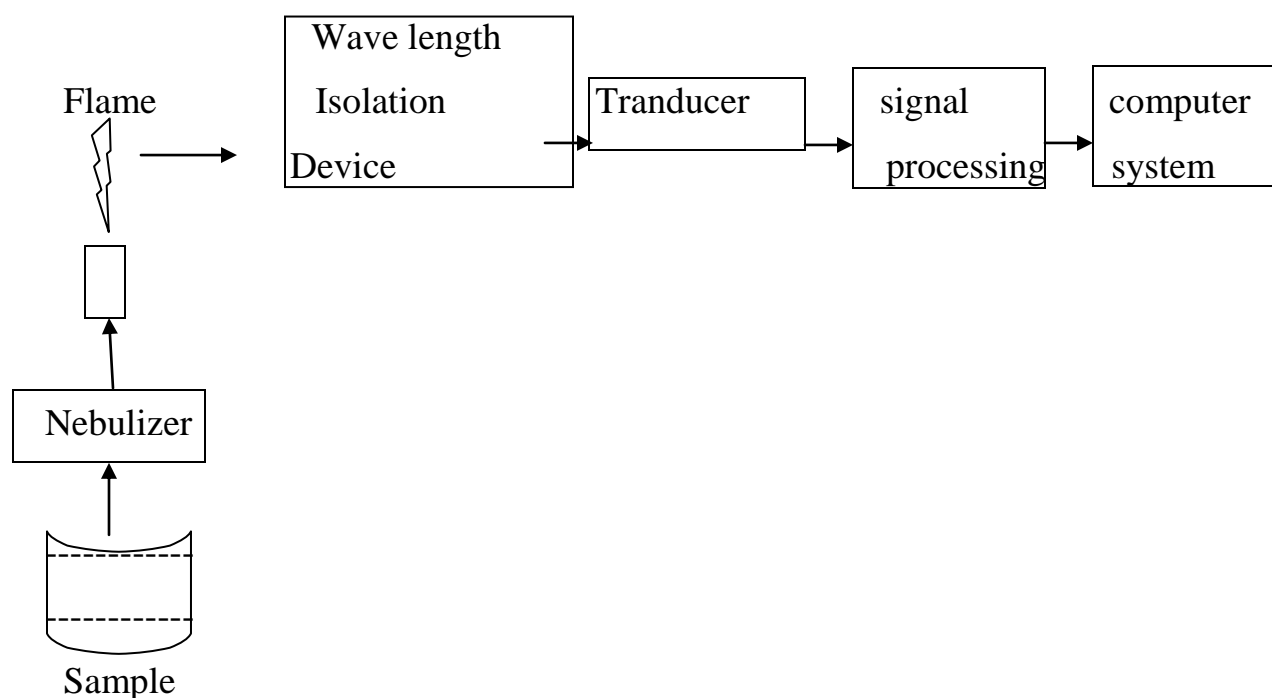 Flame
Wave length
Isolation
Device
Tranducer
signal
processing
computer
system
Nebulizer
Sample